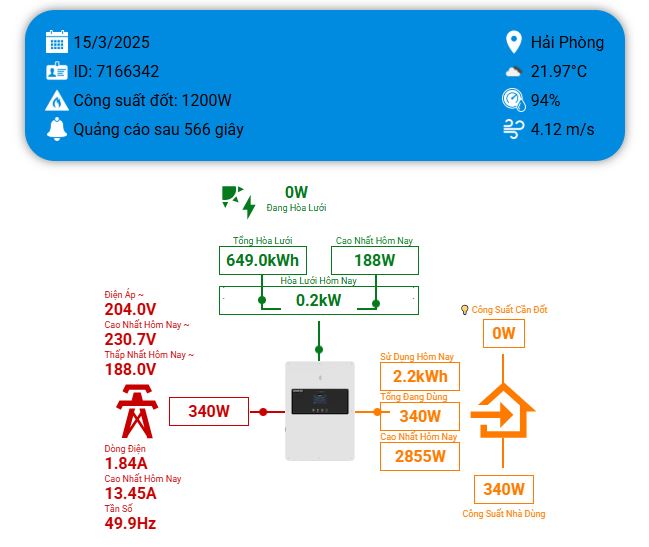 15/3/2025
Hải Phòng
ID: 7166342
21.97°C
Công suất đốt: 1200W
94%
Quảng cáo sau 566 giây
4.12 m/s
0W
Đang Hòa Lưới
Tổng Hòa Lưới
Cao Nhất Hôm Nay
649.0kWh
188W
Hòa Lưới Hôm Nay
0.2kW
Điện Áp ~
204.0V
Cao Nhất Hôm Nay ~
230.7V
Thấp Nhất Hôm Nay ~
188.0V
Công Suất Cần Đốt
0W
Sử Dụng Hôm Nay
2.2kWh
Tổng Đang Dùng
340W
340W
Cao Nhất Hôm Nay
2855W
Dòng Điện
1.84A
Cao Nhất Hôm Nay
13.45A
Tần Số
49.9Hz
340W
Công Suất Nhà Dùng